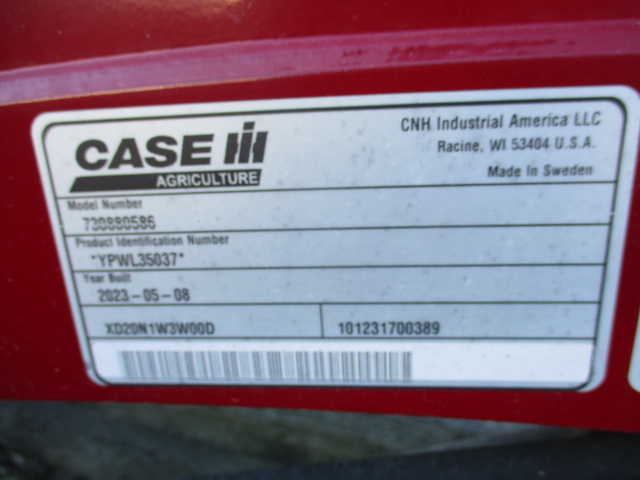 CASE IH
AGRICULTURE
CNH Industrial America LLC
Racine, WI 53404 U.S.A.
Made in Sweden
Model Number
730880586
Product Identification Number
*YPWL35037*
Year Built
2023-05-08
XD20N1W3W00D
101231700389